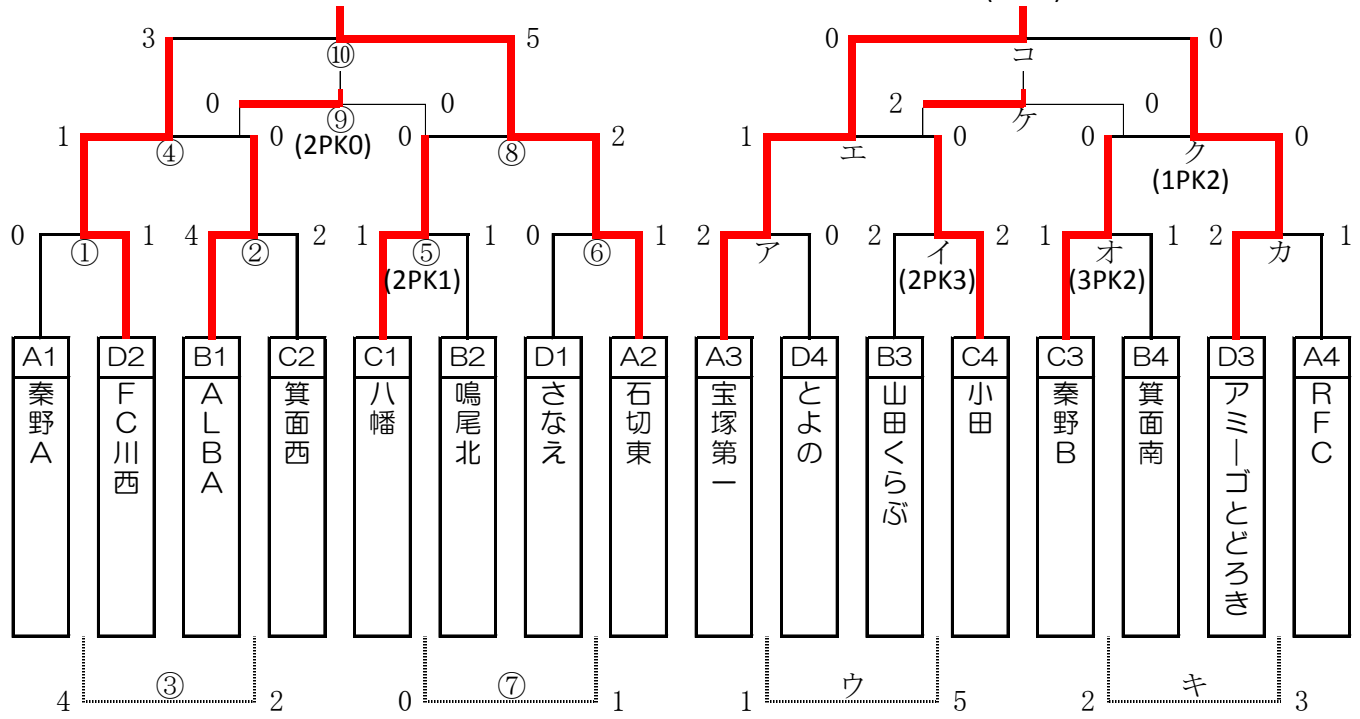 3 ⑩ 5 0 コ 0
0 ⑨ 0 2 ケ 0
(2PK0)
1 ④ 0 0 ⑧ 2 1 エ 0 0 ク 0
(1PK2)
0 ① 1 4 ② 2 1 ⑤ 1 0 ⑥ 1 2 ア 0 2 イ 2 1 オ 1 2 カ 1
(2PK1) (2PK3) (3PK2)
A1 D2 B1 C2 C1 B2 D1 A2 A3 D4 B3 C4 C3 B4 D3 A4
秦野A
FC川西
ALBA
箕面西
八幡
鳴尾北
さなえ
石切東
宝塚第一
とよの
山田くらぶ
小田
秦野B
箕面南
アミーゴとどろき
RFC
4 ③ 2 0 ⑦ 1 1 ウ 5 2 キ 3